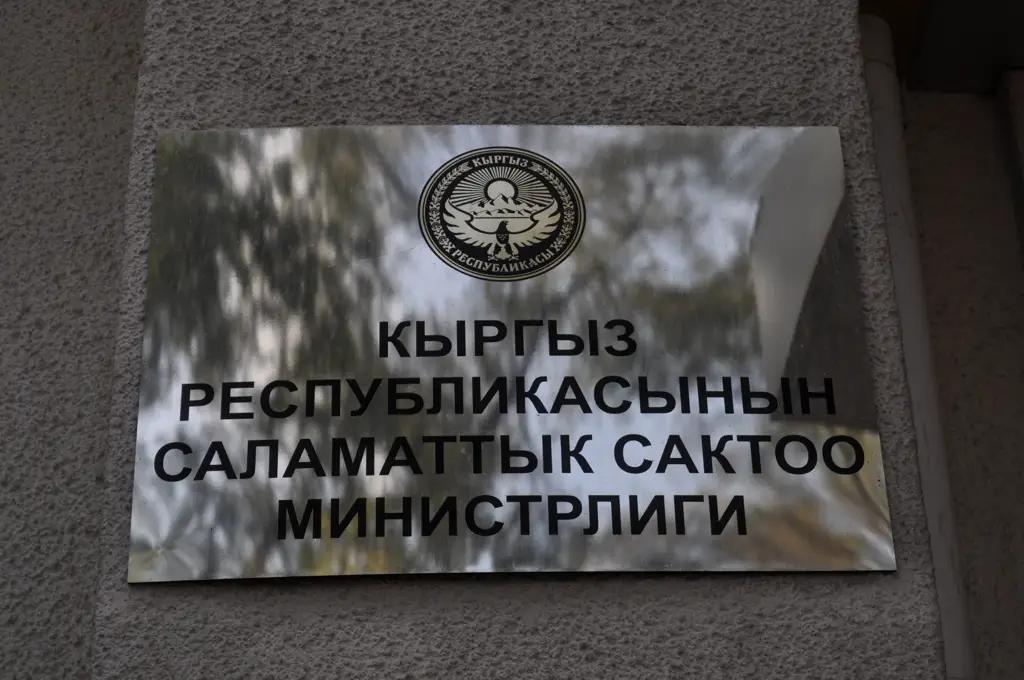 КЫРГЫЗ
РЕСПУБЛИКАСЫ
КЫРГЫЗ
РЕСПУБЛИКАСЫНЫН
САЛАМАТТЫК САКТОО
МИНИСТРЛИГИ